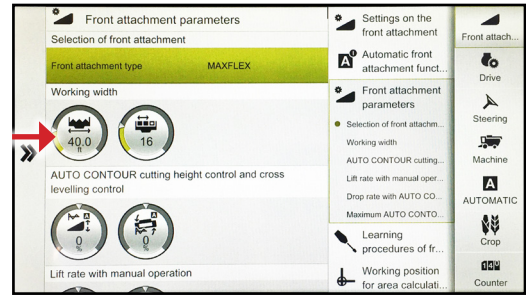 Front attachment parameters
Selection of front attachment
Front attachment type MAXFLEX
Working width
40.0
ft
16
AUTO CONTOUR cutting height control and cross
levelling control
A
0
%
A
0
%
Lift rate with manual operation
Settings on the
front attachment
A
Automatic front
attachment funct...
Front attachment
parameters
Selection of front attachm...
Working width
AUTO CONTOUR cutting...
Lift rate with manual oper...
Drop rate with AUTO CO...
Maximum AUTO CONTO...
Learning
procedures of fr...
Working position
for area calculati...
Front attach...
Drive
Steering
Machine
A
AUTOMATIC
Crop
Counter